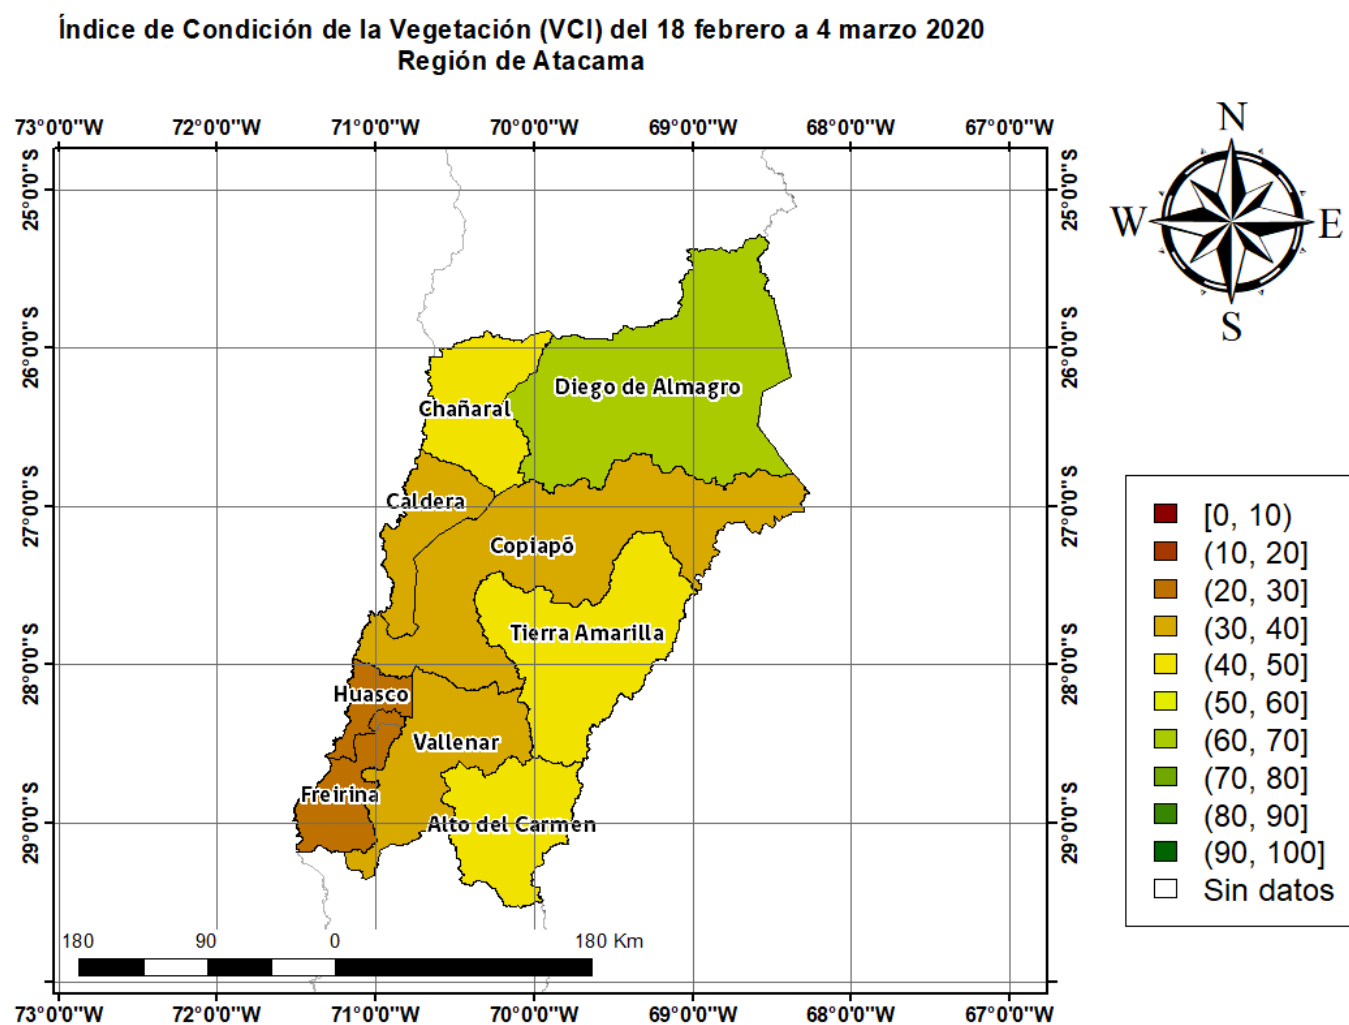 Índice de Condición de la Vegetación (VCI) del 18 febrero a 4 marzo 2020
Región de Atacama
73°0'0"W 72°0'0"W 71°0'0"W 70°0'0"W 69°0'0"W 68°0'0"W 67°0'0"W
25°0'0"S 25°0'0"S
26°0'0"S 26°0'0"S
27°0'0"S 27°0'0"S
28°0'0"S 28°0'0"S
29°0'0"S 29°0'0"S
Diego de Almagro
Chañaral
Caldera
Copiapó
Tierra Amarilla
Huasco
Vallenar
Freirina
Alto del Carmen
180 90 0 180 Km
73°0'0"W 72°0'0"W 71°0'0"W 70°0'0"W 69°0'0"W 68°0'0"W 67°0'0"W
N
W E
S
[0, 10)
(10, 20]
(20, 30]
(30, 40]
(40, 50]
(50, 60]
(60, 70]
(70, 80]
(80, 90]
(90, 100]
Sin datos